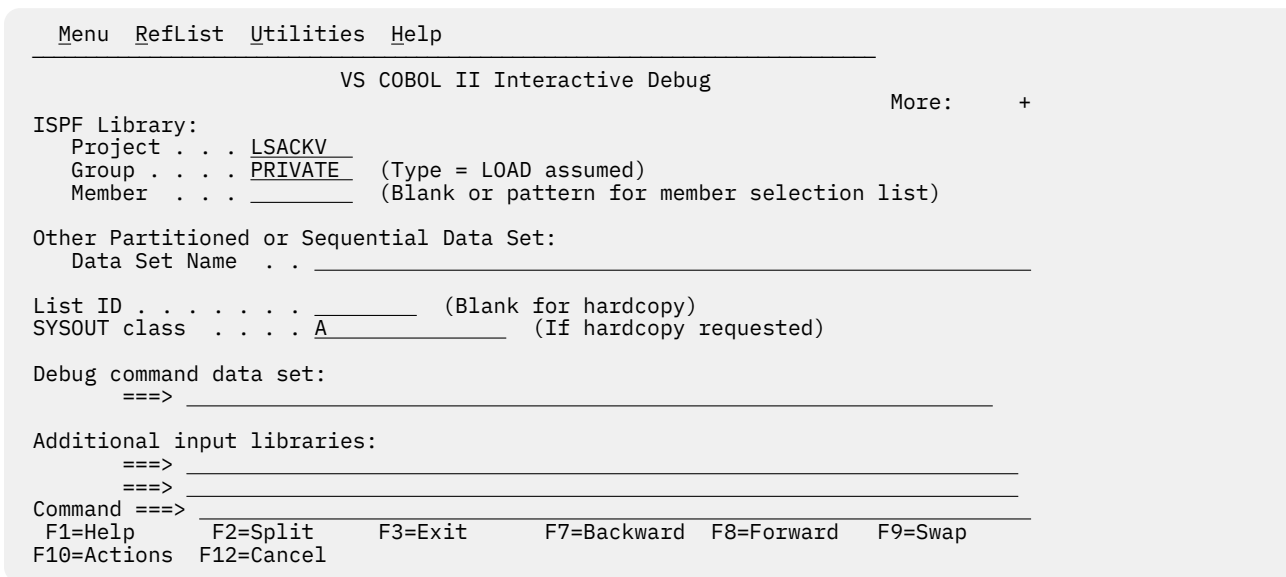 Menu RefList Utilities Help
VS COBOL II Interactive Debug
More: +
ISPF Library:
Project . . . LSACKV
Group . . . . PRIVATE (Type = LOAD assumed)
Member . . . (Blank or pattern for member selection list)
Other Partitioned or Sequential Data Set:
Data Set Name . .
List ID . . . . . . . (Blank for hardcopy)
SYSOUT class . . . . A (If hardcopy requested)
Debug command data set:
===>
Additional input libraries:
===>
===>
Command ===>
F1=Help F2=Split F3=Exit F7=Backward F8=Forward F9=Swap
F10=Actions F12=Cancel